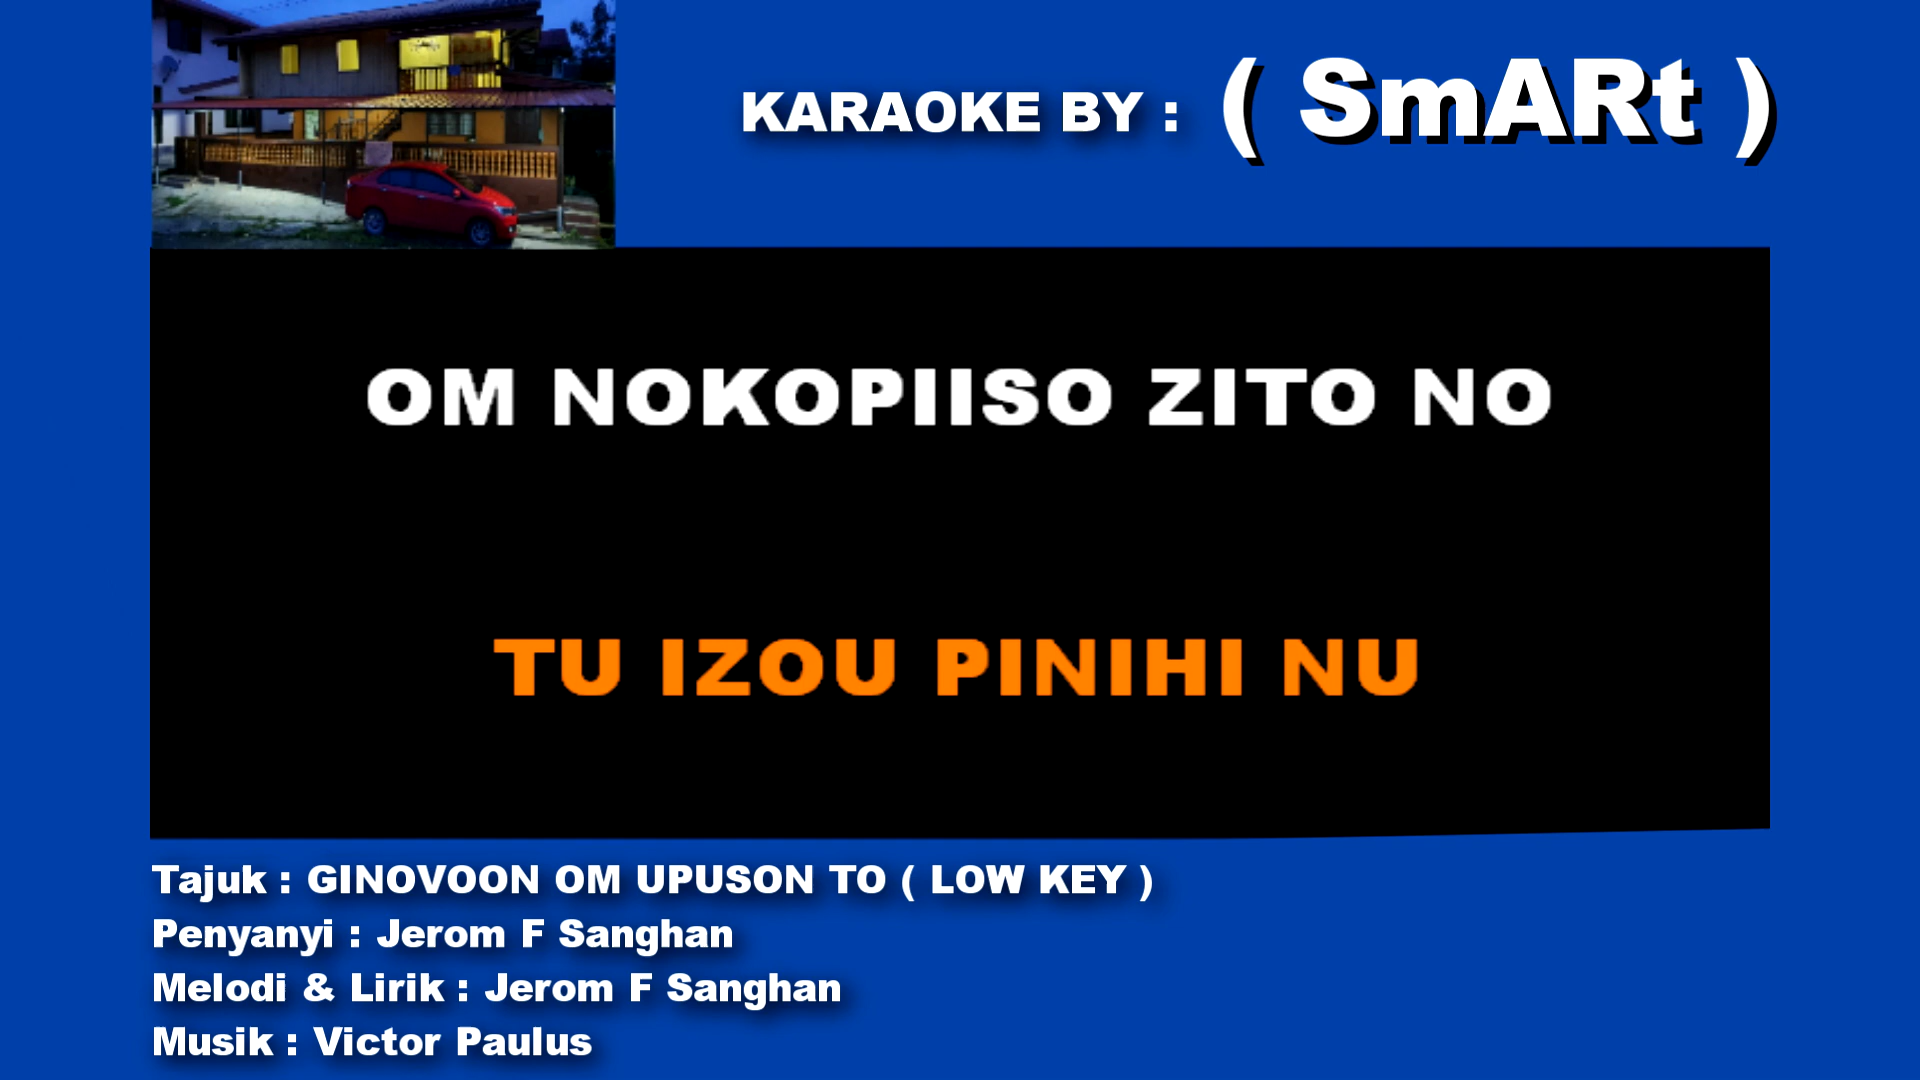 KARAOKE BY : ( SmARt )
OM NOKOPIISO ZITO NO
TU IZOU PINIHI NU
Tajuk : GINOVOON OM UPUSON TO ( LOW KEY )
Penyanyi : Jerom F Sanghan
Melodi & Lirik : Jerom F Sanghan
Musik : Victor Paulus